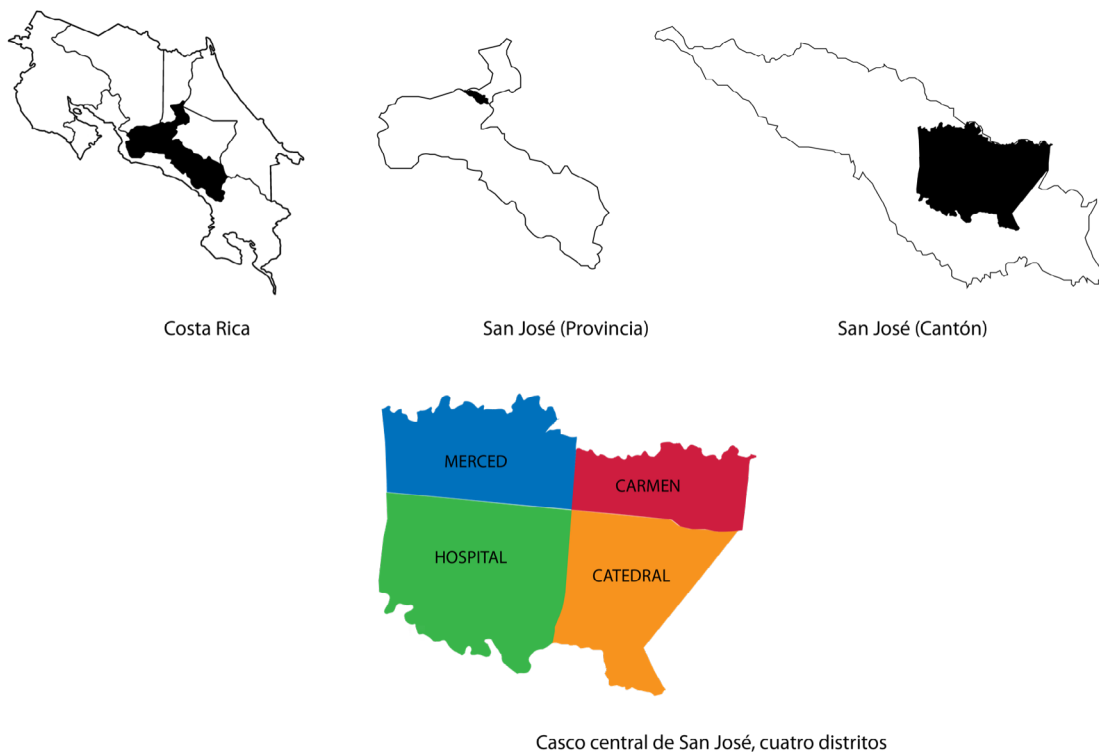 Costa Rica
San José (Provincia)
San José (Cantón)
MERCED
CARMEN
HOSPITAL
CATEDRAL
Casco central de San José, cuatro distritos